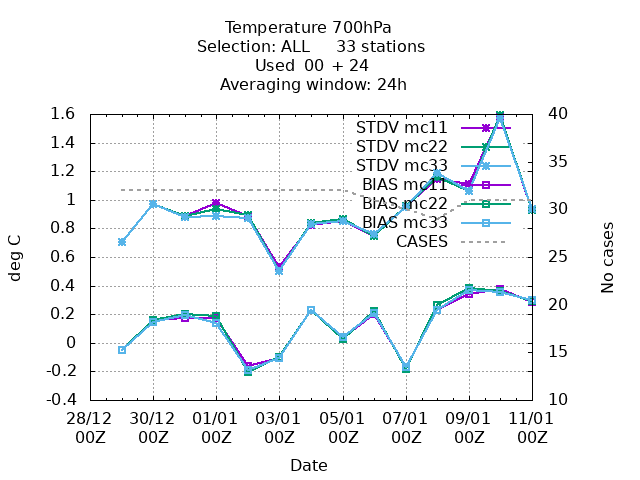 Temperature 700hPa
Selection: ALL 33 stations
Used 00 + 24
Averaging window: 24h
1.6
1.4
1.2
1
0.8
0.6
0.4
0.2
0
-0.2
-0.4
40
35
30
25
20
15
10
STDV mc11
STDV mc22
STDV mc33
BIAS mc11
BIAS mc22
BIAS mc33
CASES
deg C
No cases
28/12 30/12 01/01 03/01 05/01 07/01 09/01 11/01
00Z 00Z 00Z 00Z 00Z 00Z 00Z 00Z
Date